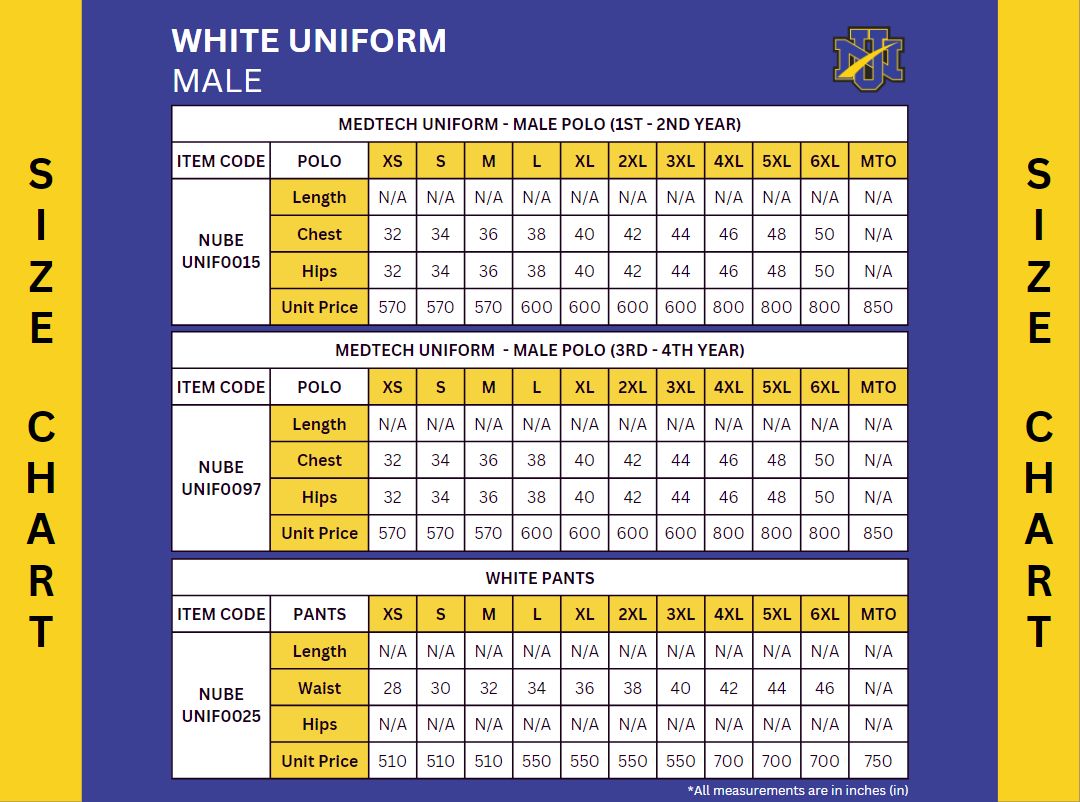 WHITE UNIFORM
MALE
NU
SIZE CHART
SIZE CHART
MEDTECH UNIFORM - MALE POLO (1ST - 2ND YEAR)
ITEM CODE POLO XS S M L XL 2XL 3XL 4XL 5XL 6XL MTO
NUBE UNIF0015
Length N/A N/A N/A N/A N/A N/A N/A N/A N/A N/A N/A
Chest 32 34 36 38 40 42 44 46 48 50 N/A
Hips 32 34 36 38 40 42 44 46 48 50 N/A
Unit Price 570 570 570 600 600 600 600 800 800 800 850
MEDTECH UNIFORM - MALE POLO (3RD - 4TH YEAR)
ITEM CODE POLO XS S M L XL 2XL 3XL 4XL 5XL 6XL MTO
NUBE UNIF0097
Length N/A N/A N/A N/A N/A N/A N/A N/A N/A N/A N/A
Chest 32 34 36 38 40 42 44 46 48 50 N/A
Hips 32 34 36 38 40 42 44 46 48 50 N/A
Unit Price 570 570 570 600 600 600 600 800 800 800 850
WHITE PANTS
ITEM CODE PANTS XS S M L XL 2XL 3XL 4XL 5XL 6XL MTO
NUBE UNIF0025
Length N/A N/A N/A N/A N/A N/A N/A N/A N/A N/A N/A
Waist 28 30 32 34 36 38 40 42 44 46 N/A
Hips N/A N/A N/A N/A N/A N/A N/A N/A N/A N/A N/A
Unit Price 510 510 510 550 550 550 550 700 700 700 750
*All measurements are in inches (in)